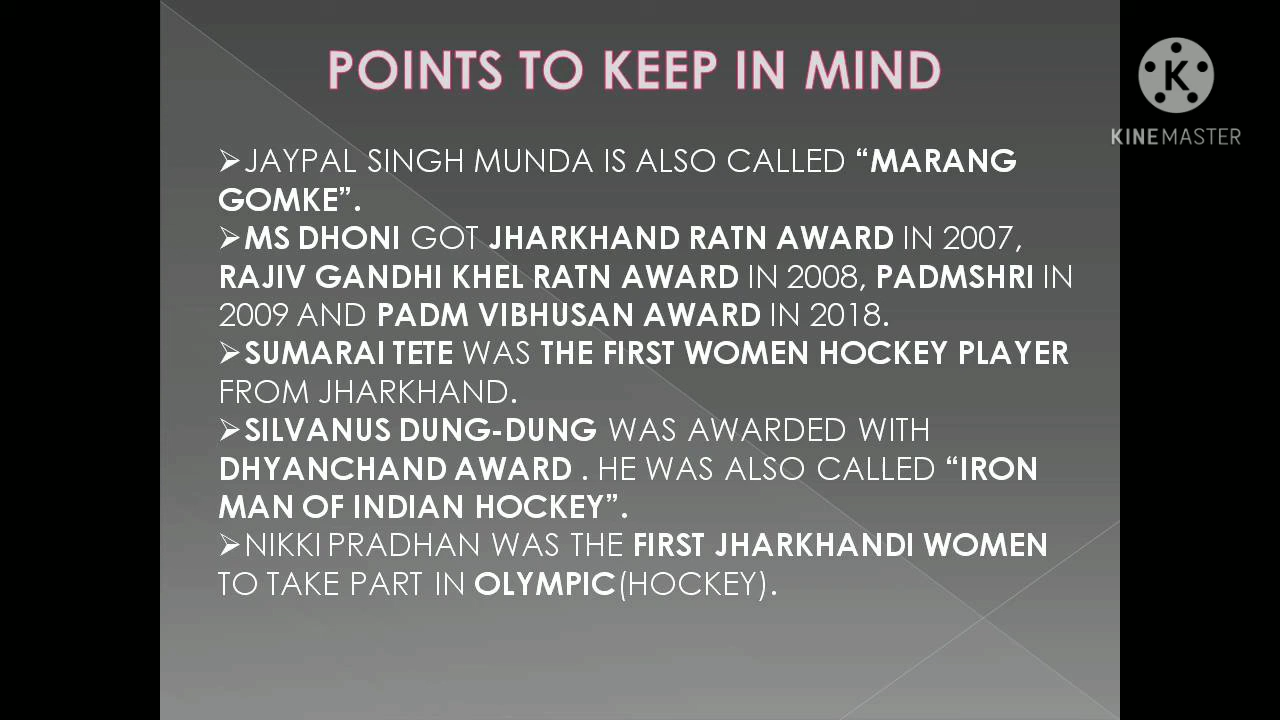 POINTS TO KEEP IN MIND
K
KINEMASTER
➢JAYPAL SINGH MUNDA IS ALSO CALLED “MARANG
GOMKE”.
➢MS DHONI GOT JHARKHAND RATN AWARD IN 2007,
RAJIV GANDHI KHEL RATN AWARD IN 2008, PADMSHRI IN
2009 AND PADM VIBHUSAN AWARD IN 2018.
➢SUMARAI TETE WAS THE FIRST WOMEN HOCKEY PLAYER
FROM JHARKHAND.
➢SILVANUS DUNG-DUNG WAS AWARDED WITH
DHYANCHAND AWARD . HE WAS ALSO CALLED “IRON
MAN OF INDIAN HOCKEY”.
➢NIKKI PRADHAN WAS THE FIRST JHARKHANDI WOMEN
TO TAKE PART IN OLYMPIC(HOCKEY).